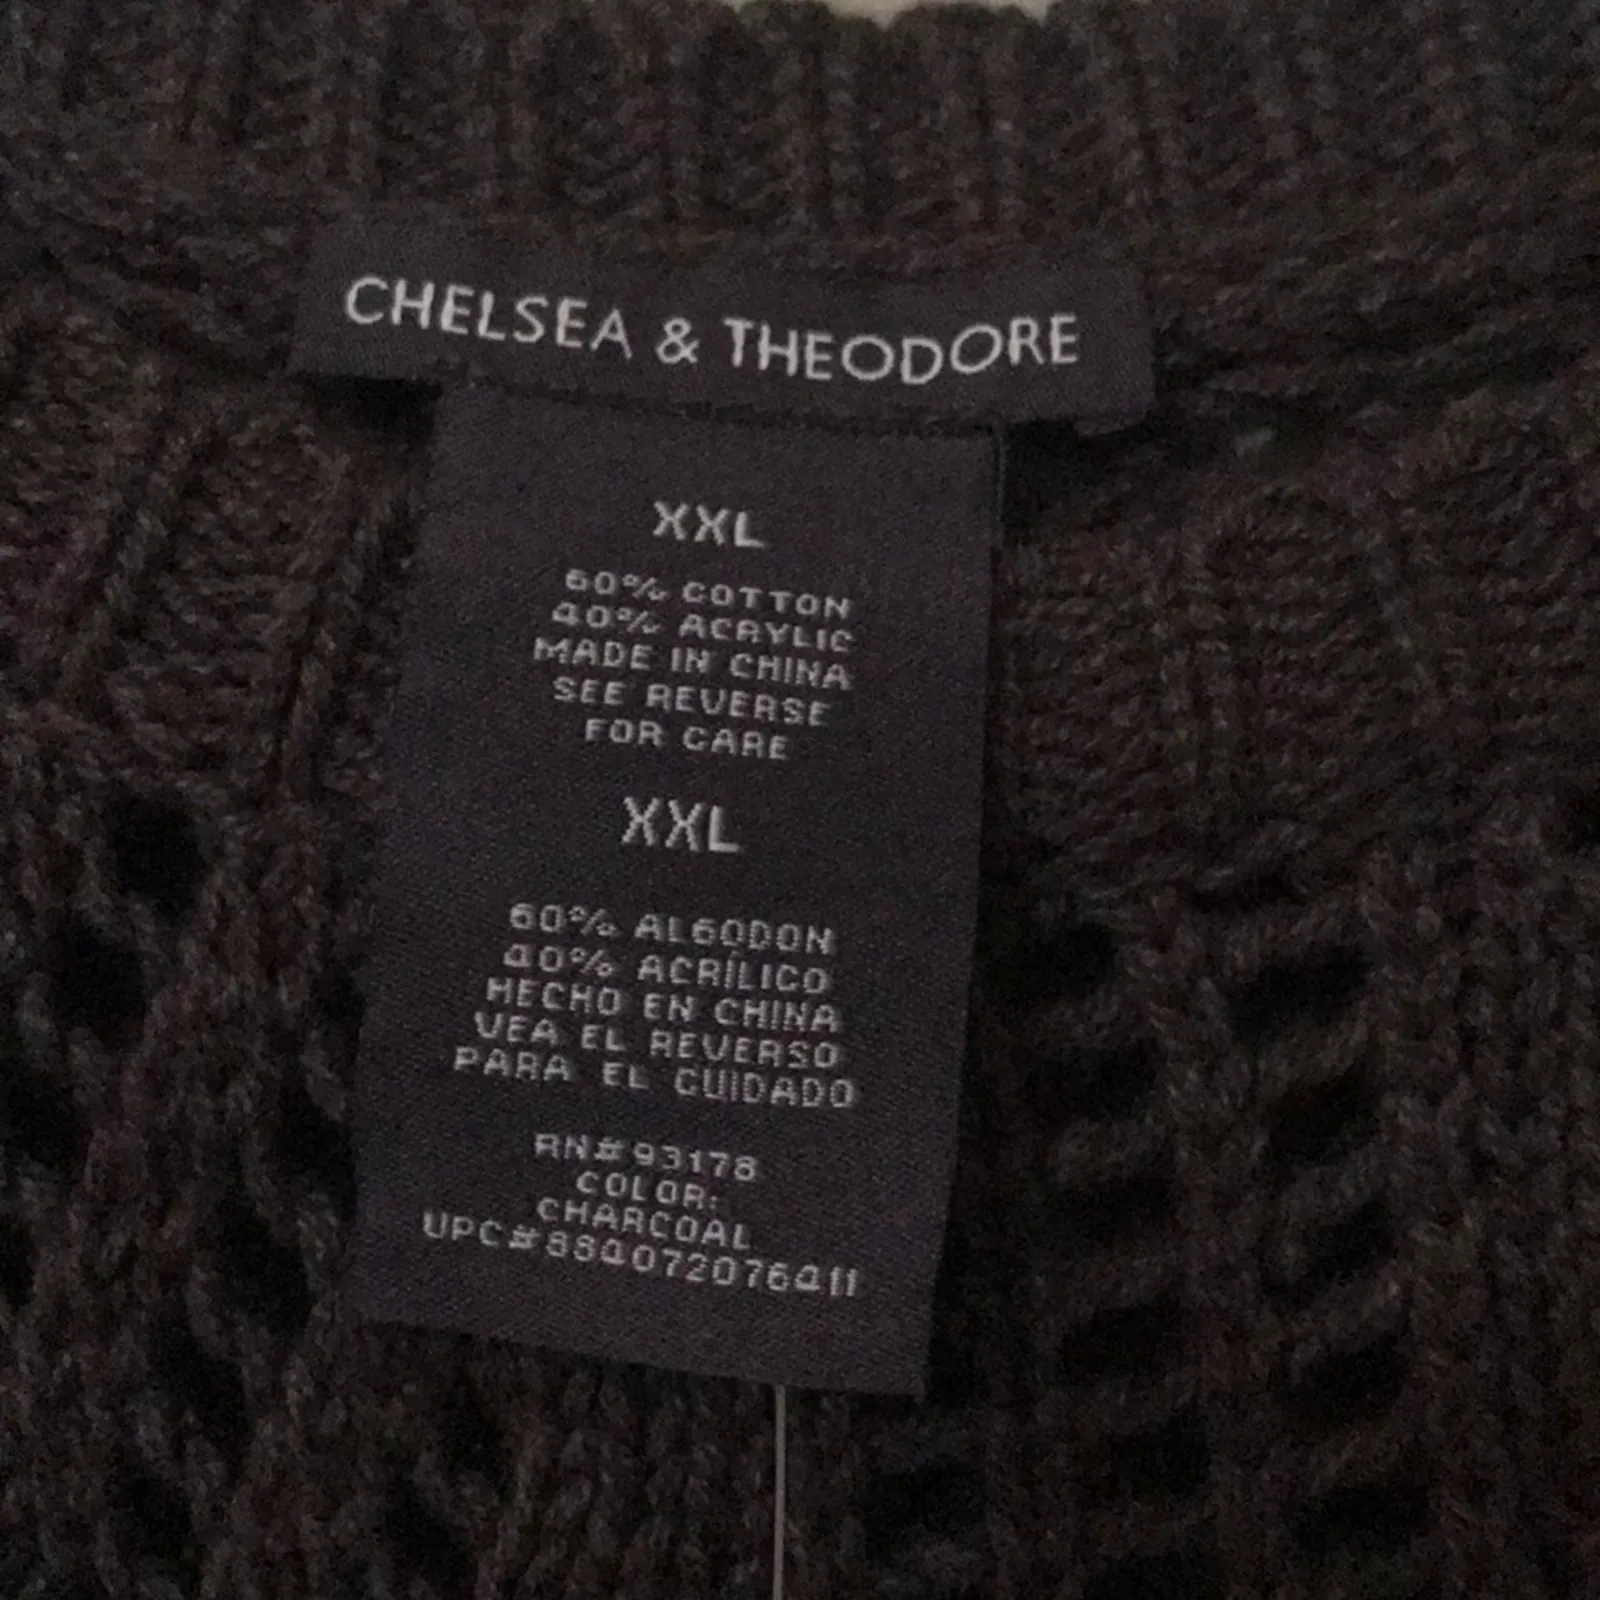 CHELSEA & THEODORE
XXL
60% COTTON
40% ACRYLIC
MADE IN CHINA
SEE REVERSE
FOR CARE
XXL
60% ALGODON
40% ACRÍLICO
HECHO EN CHINA
VEA EL REVERSO
PARA EL CUIDADO
RN#93178
COLOR:
CHARCOAL
UPC#884072076411